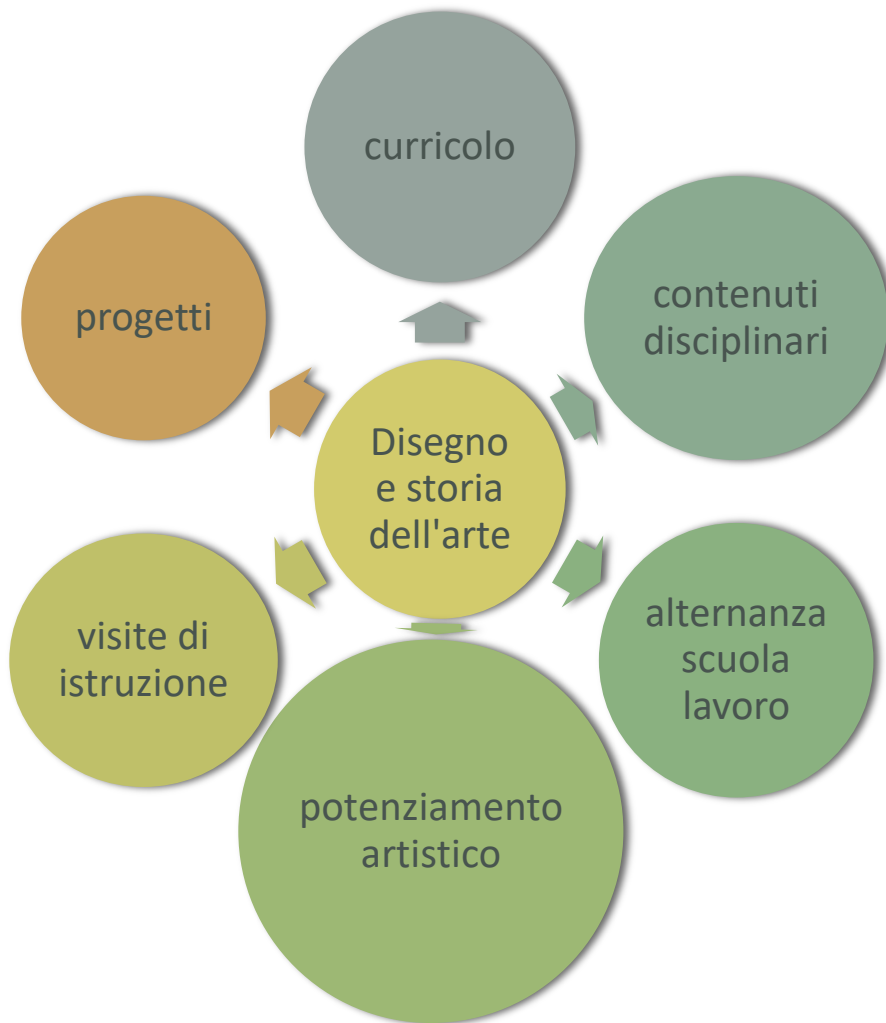 curricolo
progetti
contenuti
disciplinari
Disegno
e storia
dell'arte
visite di
istruzione
alternanza
scuola
lavoro
potenziamento
artistico